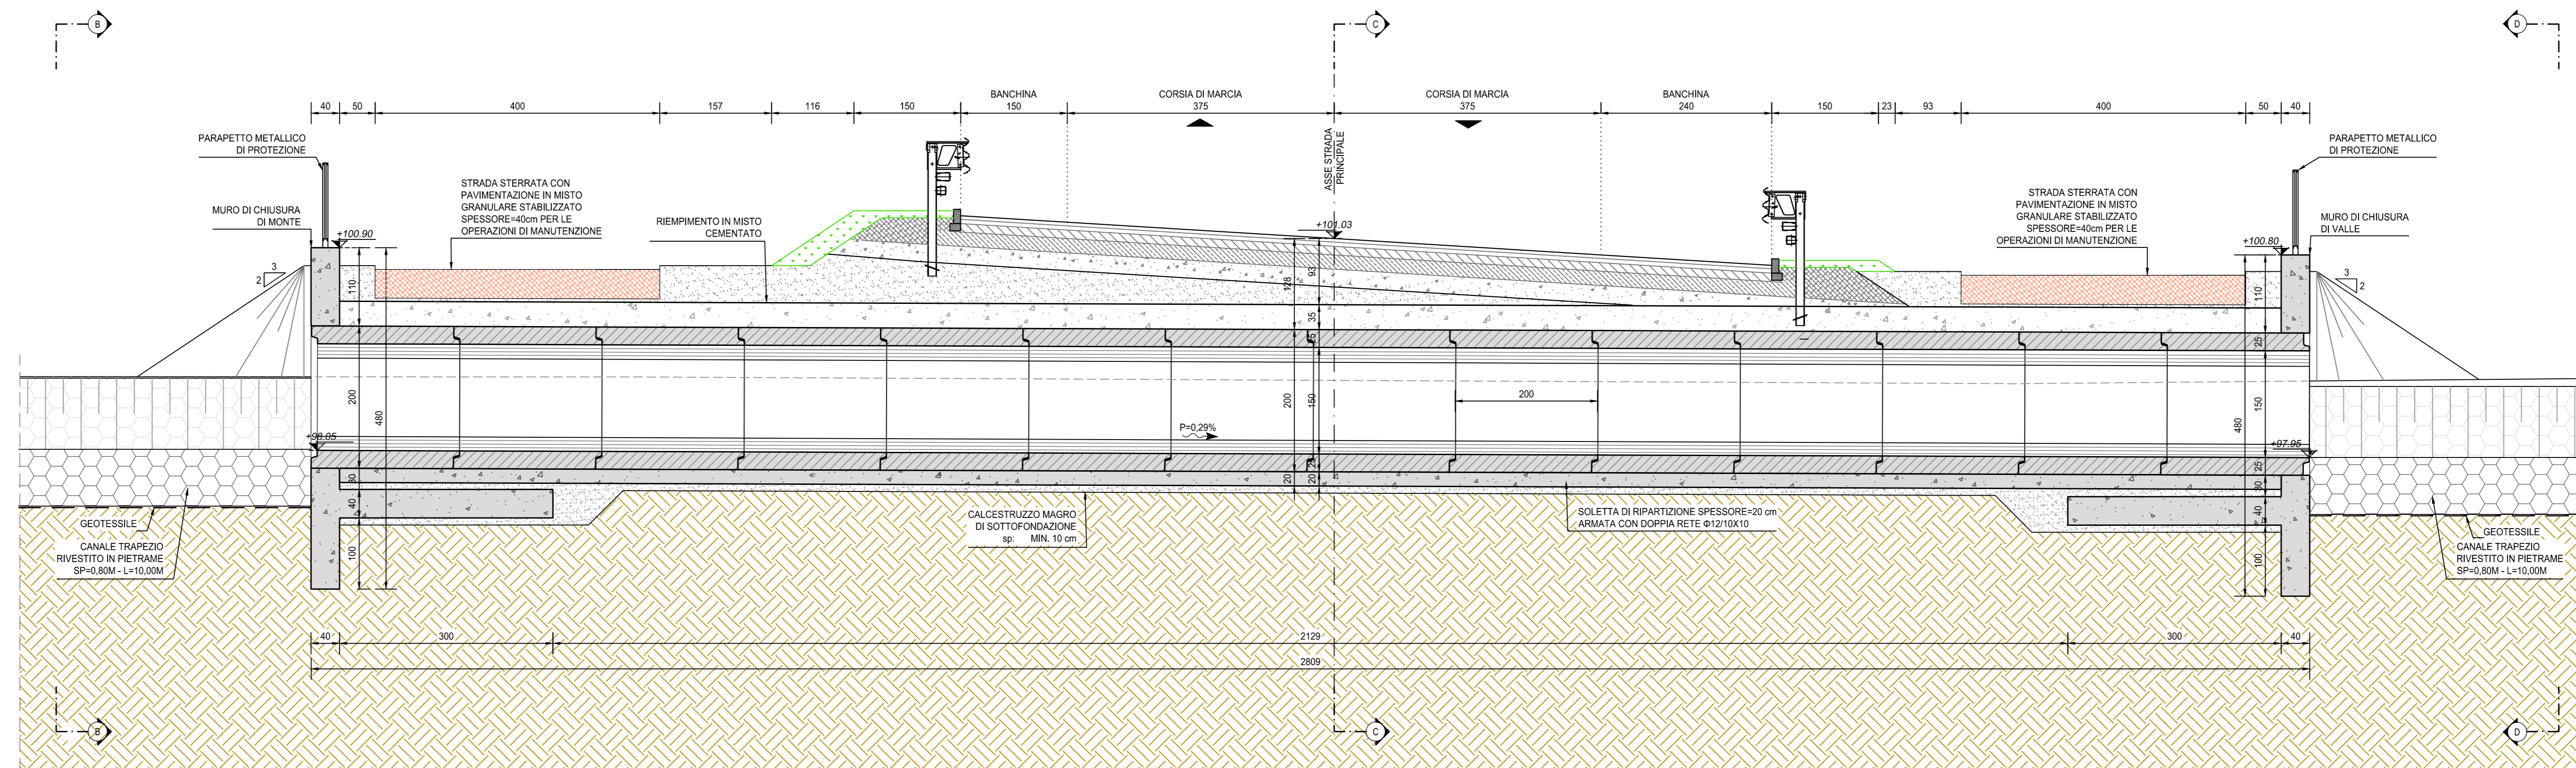 B
C
D
BANCHINA
CORSIA DI MARCIA
CORSIA DI MARCIA
BANCHINA
40 50 400 157 116 150 150 375 375 240 150 23 93 400 50 40
PARAPETTO METALLICO
DI PROTEZIONE
MURO DI CHIUSURA
DI MONTE
+100.90
STRADA STERRATA CON
PAVIMENTAZIONE IN MISTO
GRANULARE STABILIZZATO
SPESSORE=40cm PER LE
OPERAZIONI DI MANUTENZIONE
RIEMPIMENTO IN MISTO
CEMENTATO
ASSE STRADA
PRINCIPALE
+101.03
STRADA STERRATA CON
PAVIMENTAZIONE IN MISTO
GRANULARE STABILIZZATO
SPESSORE=40cm PER LE
OPERAZIONI DI MANUTENZIONE
PARAPETTO METALLICO
DI PROTEZIONE
MURO DI CHIUSURA
DI VALLE
+100.80
3
2
3
2
110
128
93
35
25
110
25
200
480
200
150
200
150
480
P=0,29%
+98.05
+97.95
30
40
100
20
25
20
25
30
40
100
GEOTESSILE
CANALE TRAPEZIO
RIVESTITO IN PIETRAME
SP=0,80M - L=10,00M
CALCESTRUZZO MAGRO
DI SOTTOFONDAZIONE
sp: MIN. 10 cm
SOLETTA DI RIPARTIZIONE SPESSORE=20 cm
ARMATA CON DOPPIA RETE Φ12/10X10
GEOTESSILE
CANALE TRAPEZIO
RIVESTITO IN PIETRAME
SP=0,80M - L=10,00M
40 300 2129 300 40
2809
B
C
D